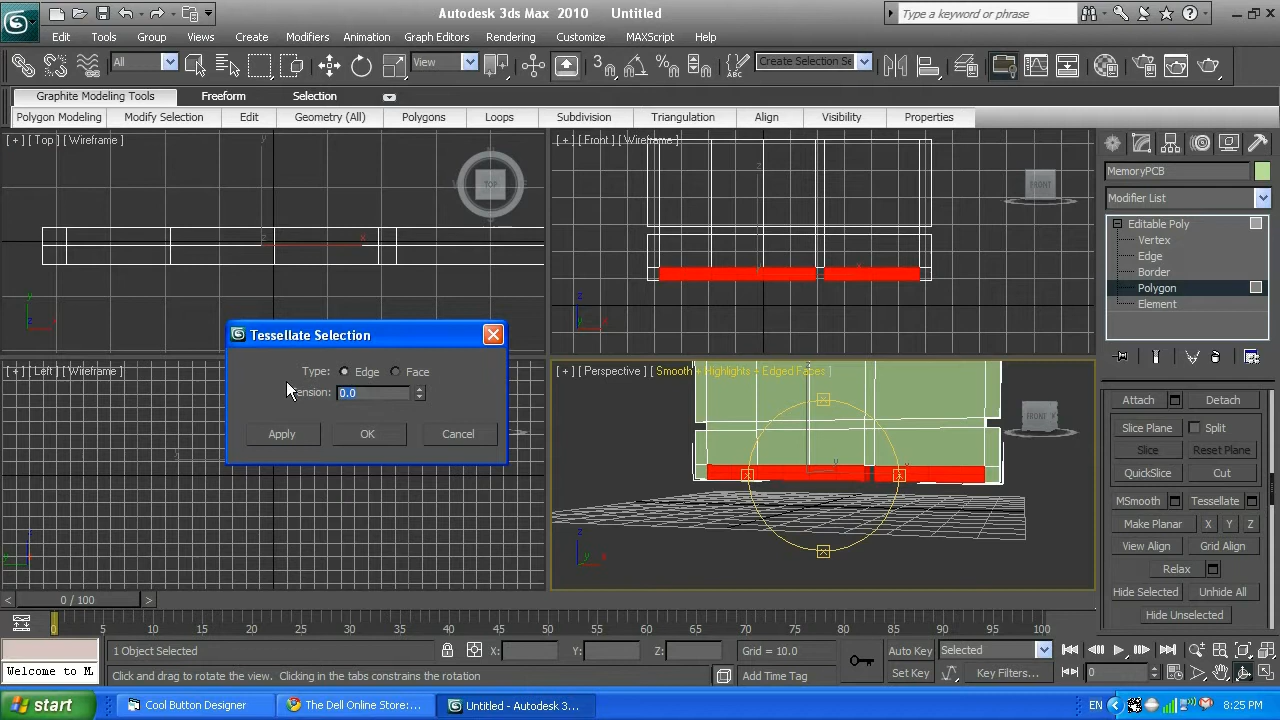 Autodesk 3ds Max 2010 Untitled
Type a keyword or phrase
Edit Tools Group Views Create Modifiers Animation Graph Editors Rendering Customize MAXScript Help
All View Create Selection Se
Graphite Modeling Tools Freeform Selection
Polygon Modeling Modify Selection Edit Geometry (All) Polygons Loops Subdivision Triangulation Align Visibility Properties
[ + ] [ Top ] [ Wireframe ]
[ + ] [ Front ] [ Wireframe ]
TOP
FRONT
MemoryPCB
Modifier List
Editable Poly
Vertex
Edge
Border
Polygon
Element
Tessellate Selection
Type: Edge Face
ension: 0.0
Apply OK Cancel
[ + ] [ Left ] [ Wireframe ]
[ + ] [ Perspective ] [ Smooth + Highlights + Edged Faces ]
FRONT
Attach Detach
Slice Plane Split
Slice Reset Plane
QuickSlice Cut
MSmooth Tessellate
Make Planar X Y Z
View Align Grid Align
Relax
Hide Selected Unhide All
Hide Unselected
0 / 100
0 5 10 15 20 25 30 35 40 45 50 55 60 65 70 75 80 85 90 95 100
1 Object Selected X: Y: Z: Grid = 10.0 Auto Key Selected
Welcome to M Click and drag to rotate the view. Clicking in the tabs constrains the rotation Add Time Tag Set Key Key Filters... 0
start Cool Button Designer The Dell Online Store:... Untitled - Autodesk 3... EN 8:25 PM